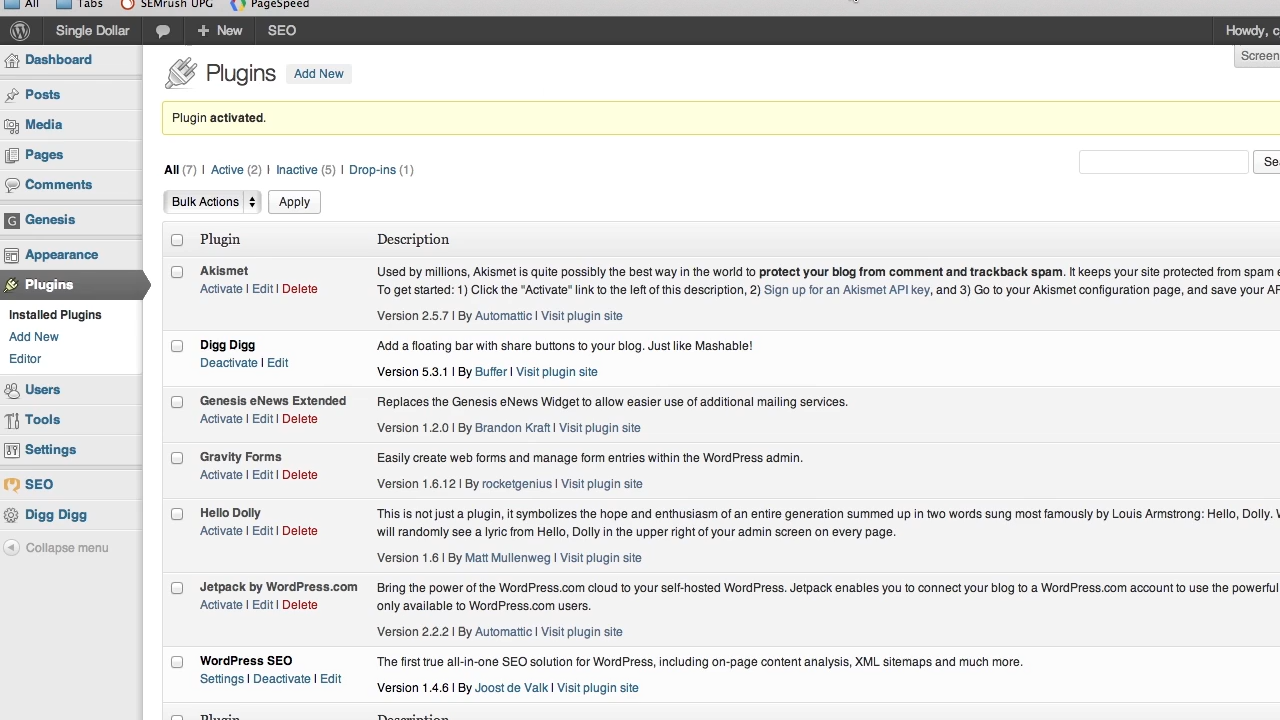 All Tabs SEMrush UPG PageSpeed
Single Dollar + New SEO Howdy,
Dashboard
Posts
Media
Pages
Comments
Genesis
Appearance
Plugins
Installed Plugins
Add New
Editor
Users
Tools
Settings
SEO
Digg Digg
Collapse menu
Screen
Plugins Add New
Plugin activated.
All (7) | Active (2) | Inactive (5) | Drop-ins (1)
Bulk Actions Apply
Plugin Description
Akismet
Activate | Edit | Delete
Used by millions, Akismet is quite possibly the best way in the world to protect your blog from comment and trackback spam. It keeps your site protected from spam
To get started: 1) Click the "Activate" link to the left of this description, 2) Sign up for an Akismet API key, and 3) Go to your Akismet configuration page, and save your
Version 2.5.7 | By Automattic | Visit plugin site
Digg Digg
Deactivate | Edit
Add a floating bar with share buttons to your blog. Just like Mashable!
Version 5.3.1 | By Buffer | Visit plugin site
Genesis eNews Extended
Activate | Edit | Delete
Replaces the Genesis eNews Widget to allow easier use of additional mailing services.
Version 1.2.0 | By Brandon Kraft | Visit plugin site
Gravity Forms
Activate | Edit | Delete
Easily create web forms and manage form entries within the WordPress admin.
Version 1.6.12 | By rocketgenius | Visit plugin site
Hello Dolly
Activate | Edit | Delete
This is not just a plugin, it symbolizes the hope and enthusiasm of an entire generation summed up in two words sung most famously by Louis Armstrong: Hello, Dolly.
will randomly see a lyric from Hello, Dolly in the upper right of your admin screen on every page.
Version 1.6 | By Matt Mullenweg | Visit plugin site
Jetpack by WordPress.com
Activate | Edit | Delete
Bring the power of the WordPress.com cloud to your self-hosted WordPress. Jetpack enables you to connect your blog to a WordPress.com account to use the powerful
only available to WordPress.com users.
Version 2.2.2 | By Automattic | Visit plugin site
WordPress SEO
Settings | Deactivate | Edit
The first true all-in-one SEO solution for WordPress, including on-page content analysis, XML sitemaps and much more.
Version 1.4.6 | By Joost de Valk | Visit plugin site
Plugin Description